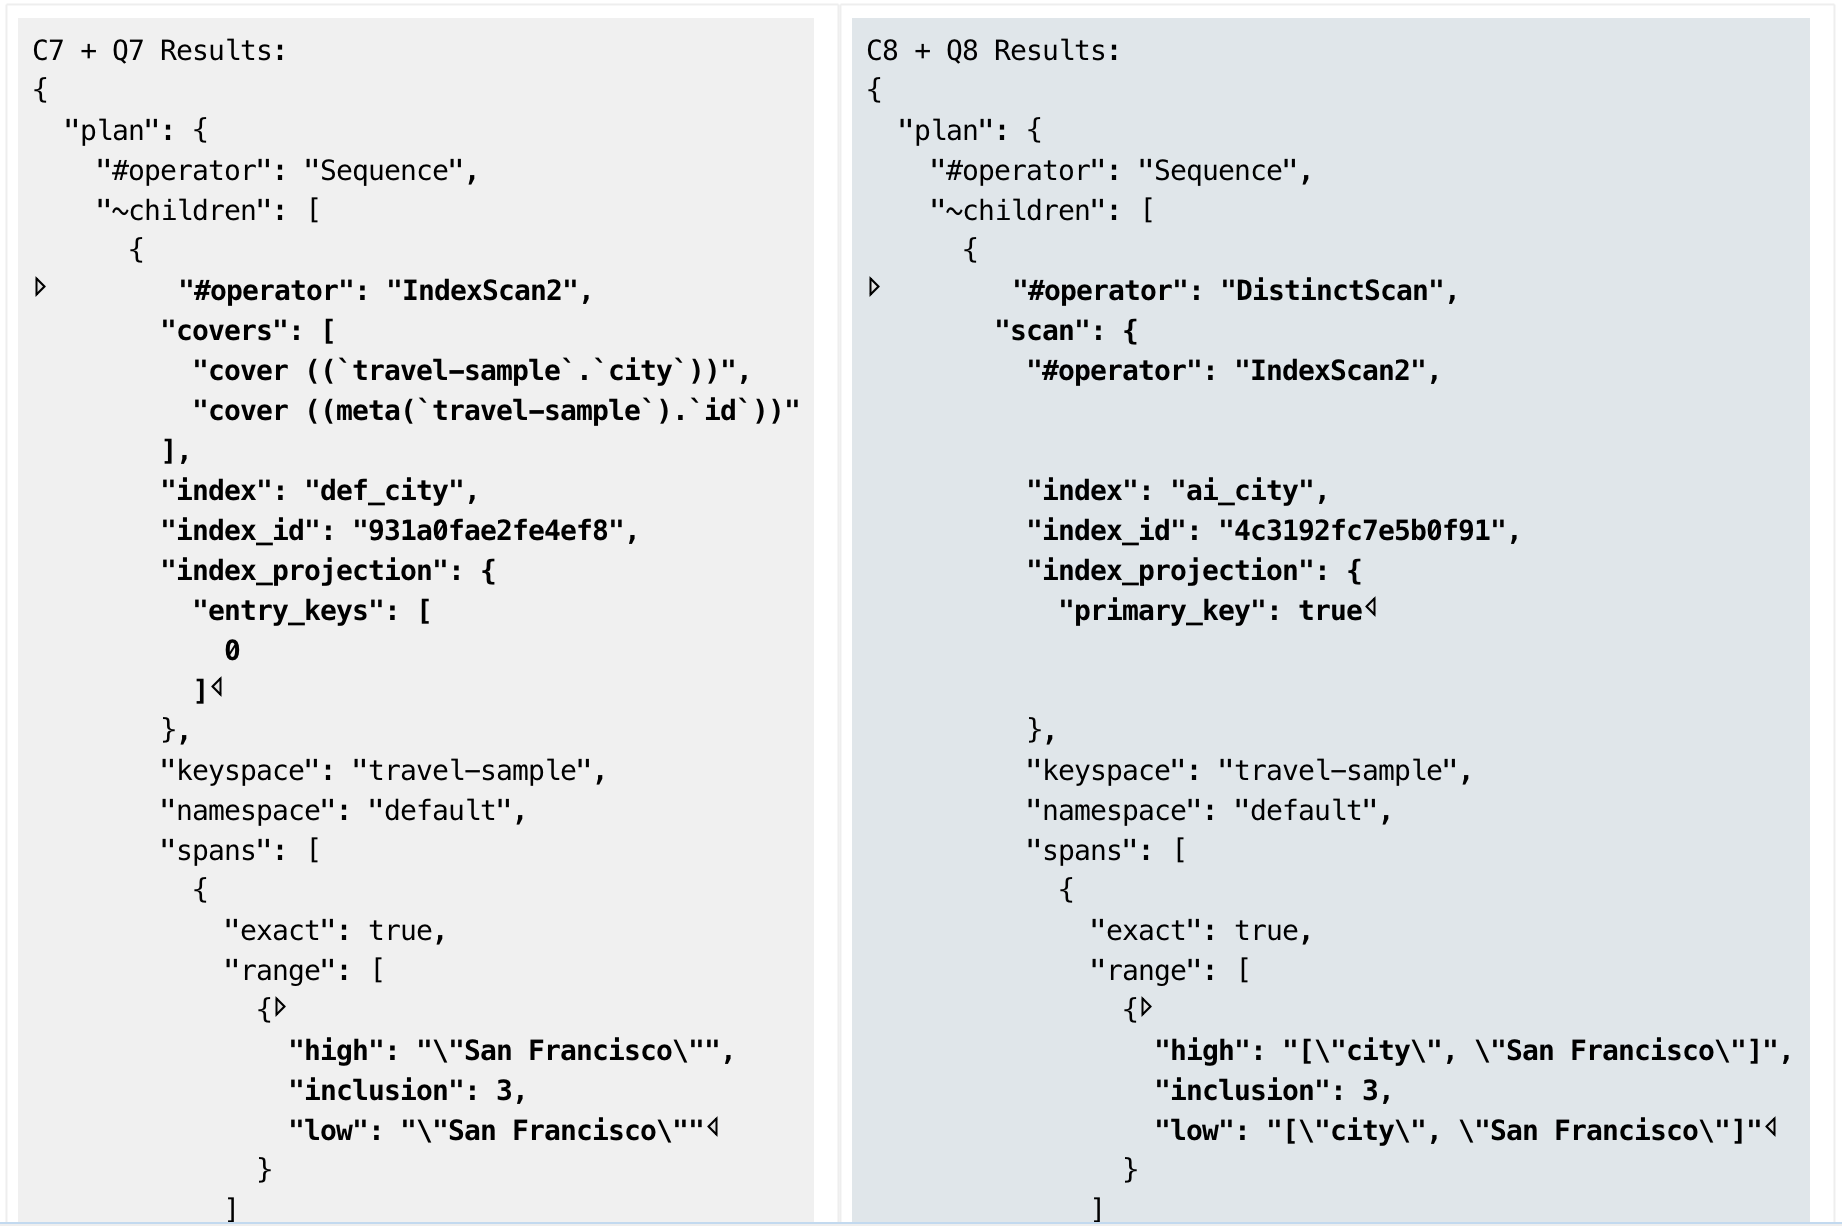 C7 + Q7 Results:
{
  "plan": {
    "#operator": "Sequence",
    "~children": [
      {
▷        "#operator": "IndexScan2",
        "covers": [
          "cover ((`travel-sample`.`city`))",
          "cover ((meta(`travel-sample`).`id`))"
        ],
        "index": "def_city",
        "index_id": "931a0fae2fe4ef8",
        "index_projection": {
          "entry_keys": [
            0
          ]◁
        },
        "keyspace": "travel-sample",
        "namespace": "default",
        "spans": [
          {
            "exact": true,
            "range": [
              {▷
                "high": "\"San Francisco\"",
                "inclusion": 3,
                "low": "\"San Francisco\""◁
              }
            ]
C8 + Q8 Results:
{
  "plan": {
    "#operator": "Sequence",
    "~children": [
      {
▷        "#operator": "DistinctScan",
        "scan": {
          "#operator": "IndexScan2",
          "index": "ai_city",
          "index_id": "4c3192fc7e5b0f91",
          "index_projection": {
            "primary_key": true◁
          },
          "keyspace": "travel-sample",
          "namespace": "default",
          "spans": [
            {
              "exact": true,
              "range": [
                {▷
                  "high": "[\"city\", \"San Francisco\"]",
                  "inclusion": 3,
                  "low": "[\"city\", \"San Francisco\"]"◁
                }
              ]